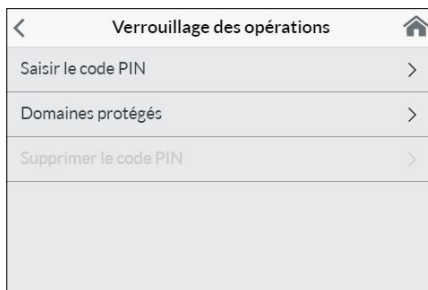 Verrouillage des opérations
Saisir le code PIN
Domaines protégés
Supprimer le code PIN